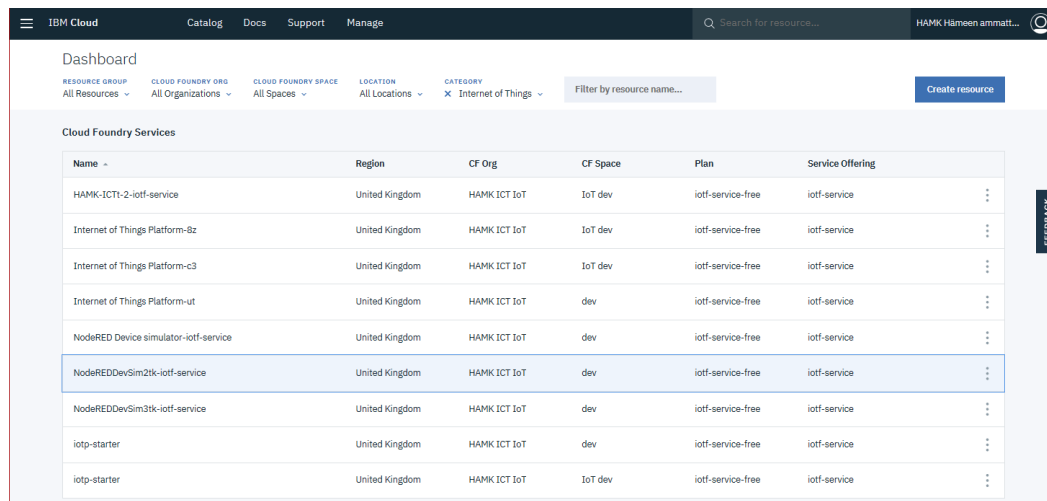 IBM Cloud Catalog Docs Support Manage Search for resource... HAMK Hämeen ammatt...
Dashboard
RESOURCE GROUP CLOUD FOUNDRY ORG CLOUD FOUNDRY SPACE LOCATION CATEGORY
All Resources All Organizations All Spaces All Locations Internet of Things Filter by resource name... Create resource
Cloud Foundry Services
Name Region CF Org CF Space Plan Service Offering
HAMK-ICTt-2-iotf-service United Kingdom HAMK ICT IoT IoT dev iotf-service-free iotf-service
Internet of Things Platform-8z United Kingdom HAMK ICT IoT IoT dev iotf-service-free iotf-service
Internet of Things Platform-c3 United Kingdom HAMK ICT IoT IoT dev iotf-service-free iotf-service
Internet of Things Platform-ut United Kingdom HAMK ICT IoT dev iotf-service-free iotf-service
NodeRED Device simulator-iotf-service United Kingdom HAMK ICT IoT dev iotf-service-free iotf-service
NodeREDDevSim2tk-iotf-service United Kingdom HAMK ICT IoT dev iotf-service-free iotf-service
NodeREDDevSim3tk-iotf-service United Kingdom HAMK ICT IoT dev iotf-service-free iotf-service
iotp-starter United Kingdom HAMK ICT IoT dev iotf-service-free iotf-service
iotp-starter United Kingdom HAMK ICT IoT IoT dev iotf-service-free iotf-service
FEEDBACK